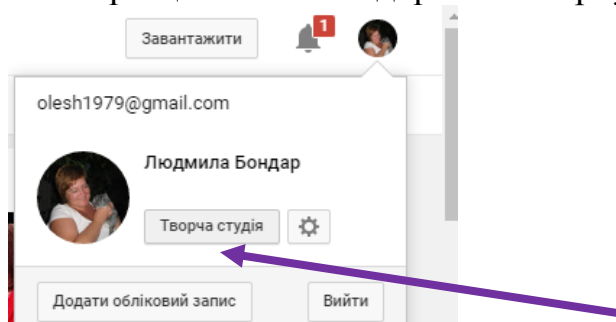 Завантажити
1
olesh1979@gmail.com
Людмила Бондар
Творча студія
Додати обліковий запис
Вийти